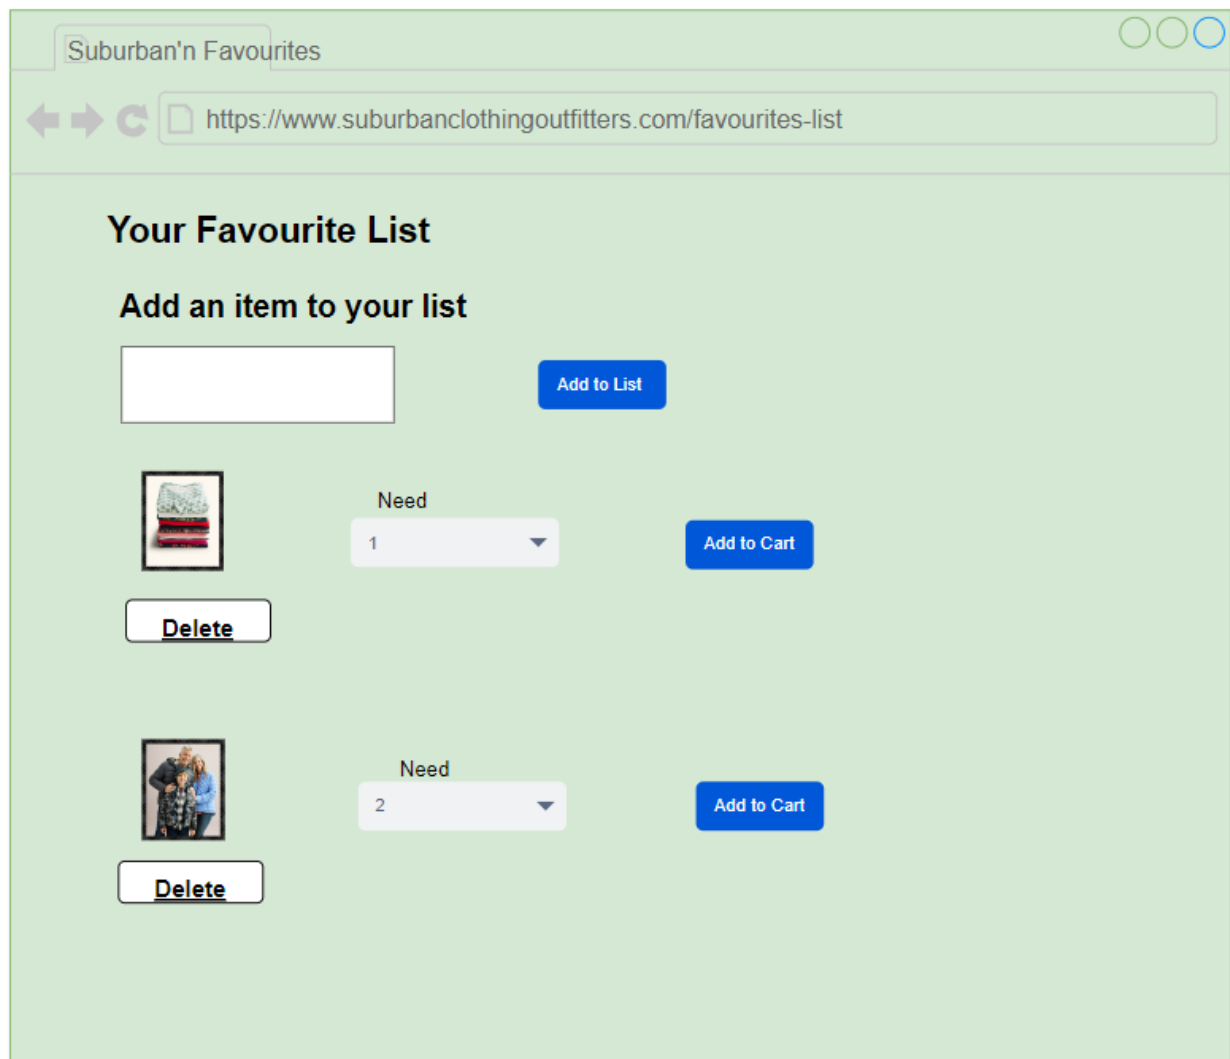 Suburban'n Favourites
https://www.suburbanclothingoutfitters.com/favourites-list
Your Favourite List
Add an item to your list
Add to List
Need
1
Add to Cart
Delete
Need
2
Add to Cart
Delete